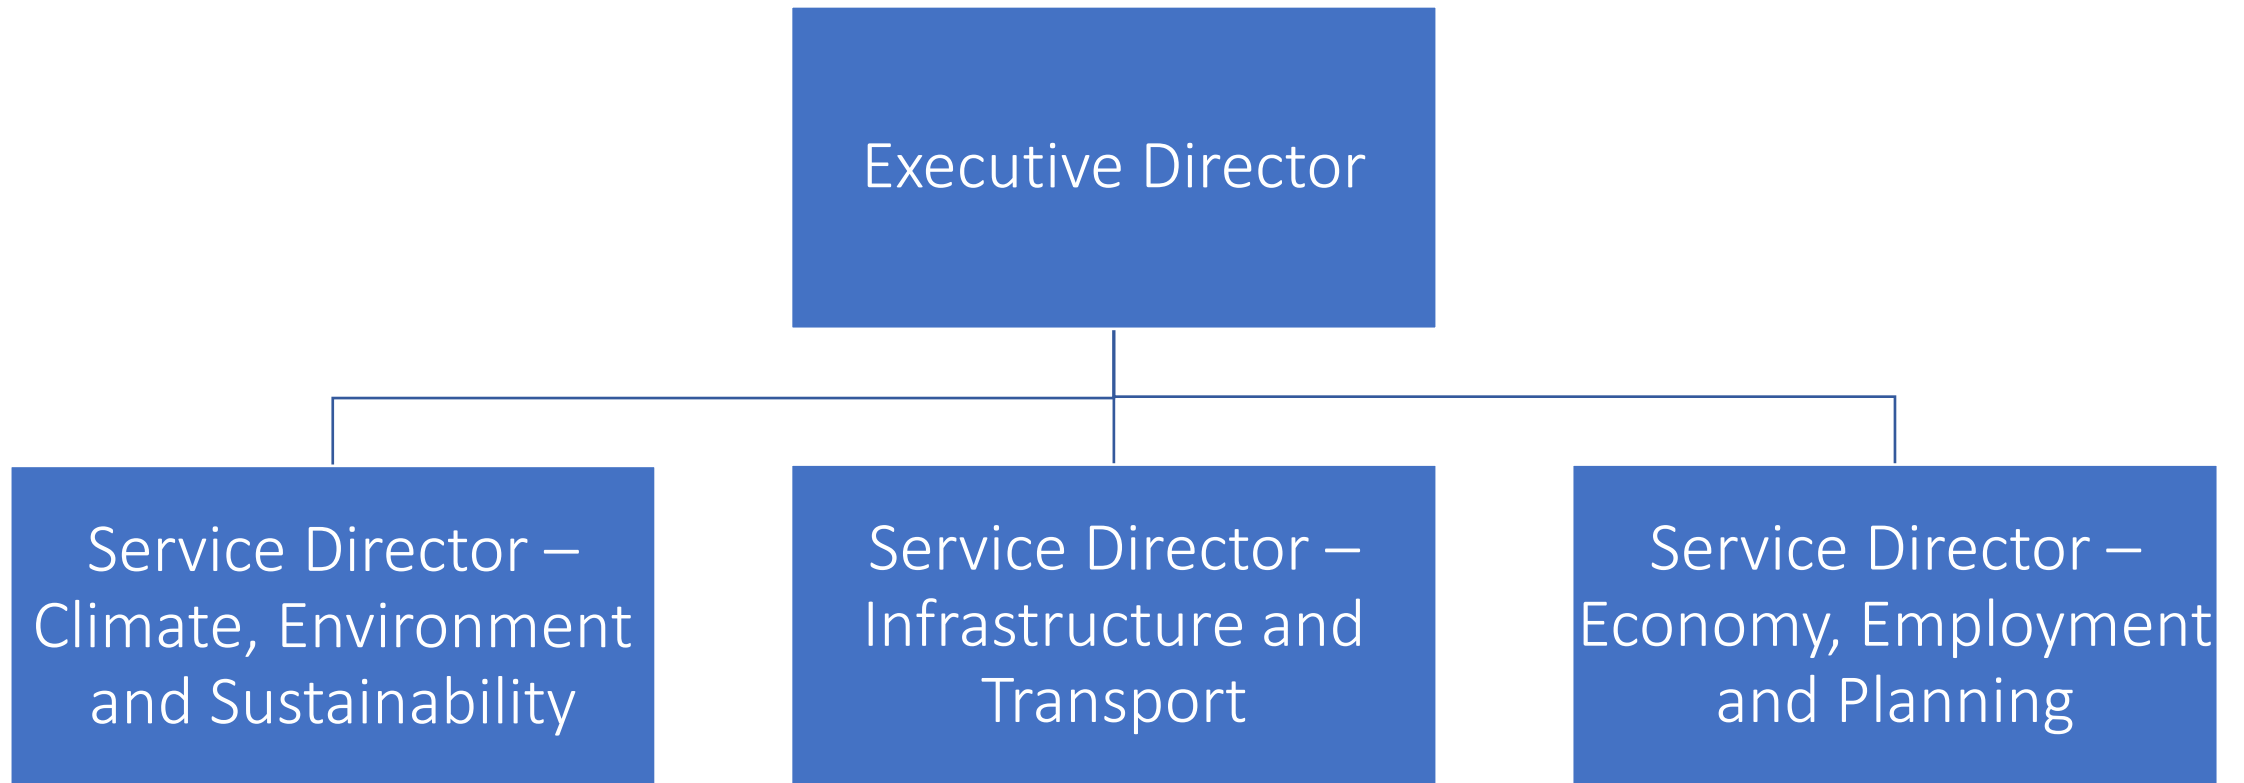 Executive Director
Service Director –
Climate, Environment
and Sustainability
Service Director –
Infrastructure and
Transport
Service Director –
Economy, Employment
and Planning